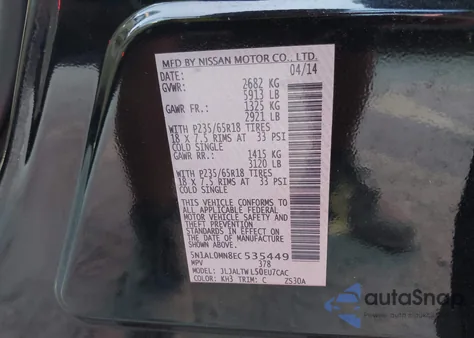 MFD BY NISSAN MOTOR CO., LTD.
DATE: 04/14
GVWR: 2682 KG
5913 LB
GAWR FR.: 1325 KG
2921 LB
WITH P235/65R18 TIRES
18 X 7.5 RIMS AT 33 PSI
COLD SINGLE
GAWR RR.: 1415 KG
3120 LB
WITH P235/65R18 TIRES
18 X 7.5 RIMS AT 33 PSI
COLD SINGLE
THIS VEHICLE CONFORMS TO
ALL APPLICABLE FEDERAL
MOTOR VEHICLE SAFETY AND
THEFT PREVENTION
STANDARDS IN EFFECT ON
THE DATE OF MANUFACTURE
SHOWN ABOVE.
5N1AL0MN8EC535449
MPV 378
MODEL: JLJALTWL50EU7CAC
COLOR: KH3 TRIM: C ZS30A
autoSnap